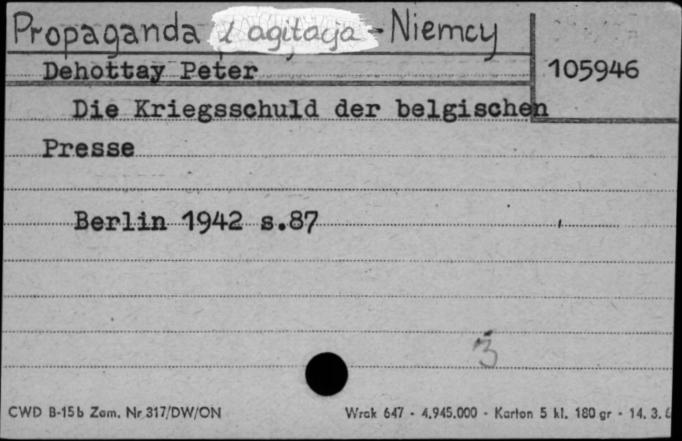 Propaganda i agitacja - Niemcy
Dehottay Peter
105946
Die Kriegsschuld der belgischen
Presse
Berlin 1942 s.87
3
CWD B-15b Zam. Nr 317/DW/ON
Wrak 647 - 4.945.000 - Karton 5 kl. 180 gr - 14. 3.